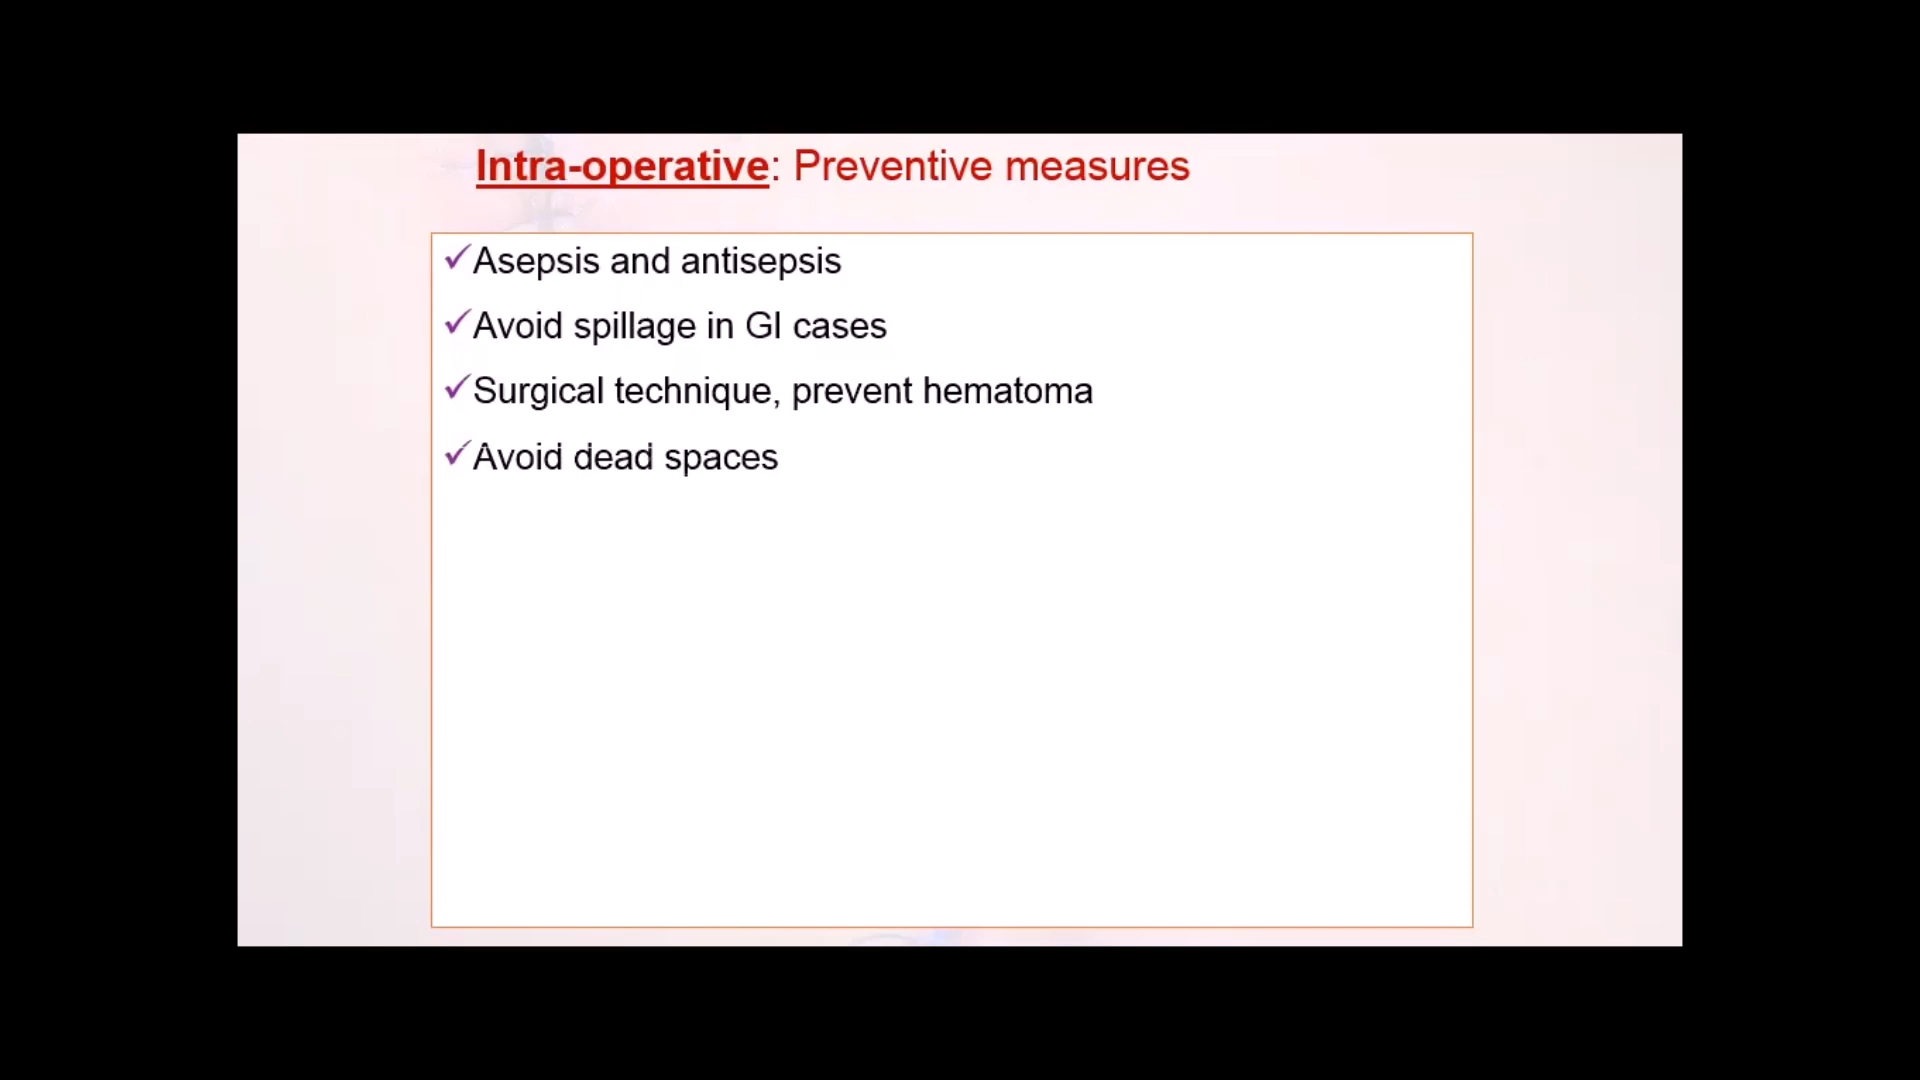 Intra-operative: Preventive measures
✓Asepsis and antisepsis
✓Avoid spillage in GI cases
✓Surgical technique, prevent hematoma
✓Avoid dead spaces